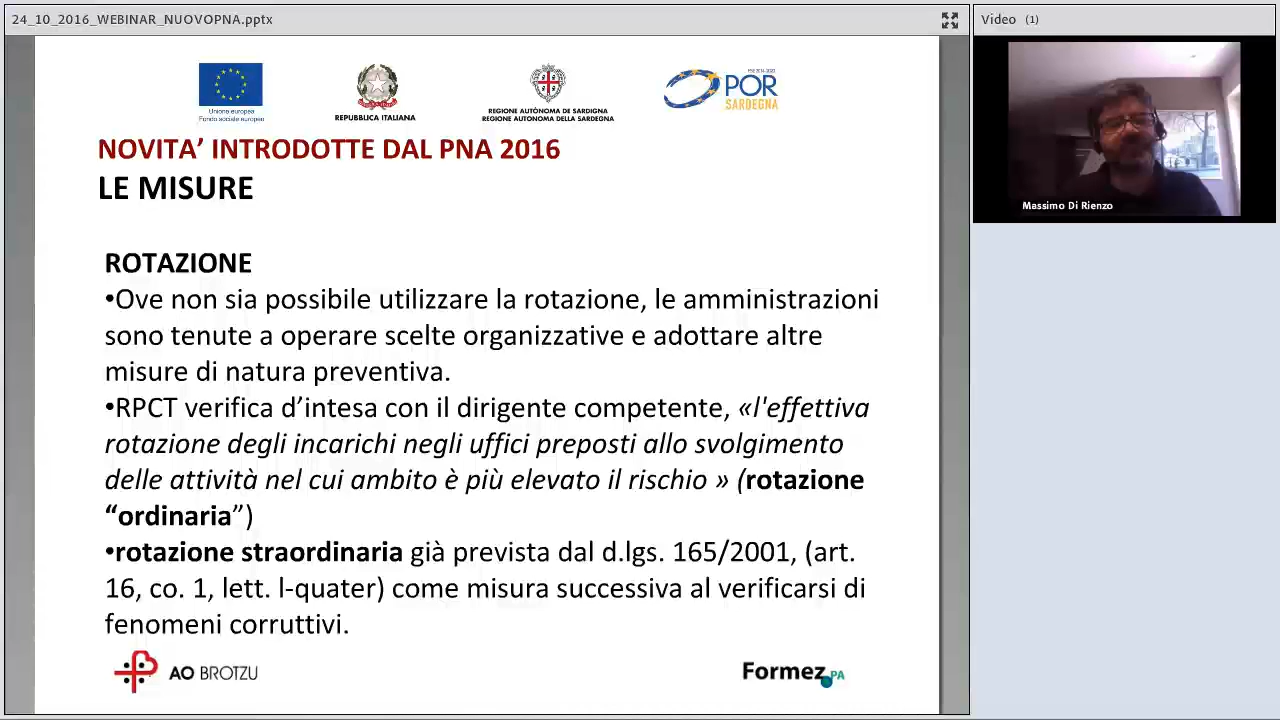 24_10_2016_WEBINAR_NUOVOPNA.pptx
Video (1)
Unione europea
Fondo sociale europeo
REPUBBLICA ITALIANA
REGIONE AUTÒNOMA DE SARDIGNA
REGIONE AUTONOMA DELLA SARDEGNA
POR
SARDEGNA
Massimo Di Rienzo
NOVITA’ INTRODOTTE DAL PNA 2016
LE MISURE
ROTAZIONE
•Ove non sia possibile utilizzare la rotazione, le amministrazioni
sono tenute a operare scelte organizzative e adottare altre
misure di natura preventiva.
•RPCT verifica d’intesa con il dirigente competente, «l'effettiva
rotazione degli incarichi negli uffici preposti allo svolgimento
delle attività nel cui ambito è più elevato il rischio » (rotazione
“ordinaria”)
•rotazione straordinaria già prevista dal d.lgs. 165/2001, (art.
16, co. 1, lett. l-quater) come misura successiva al verificarsi di
fenomeni corruttivi.
AO BROTZU
Formez PA